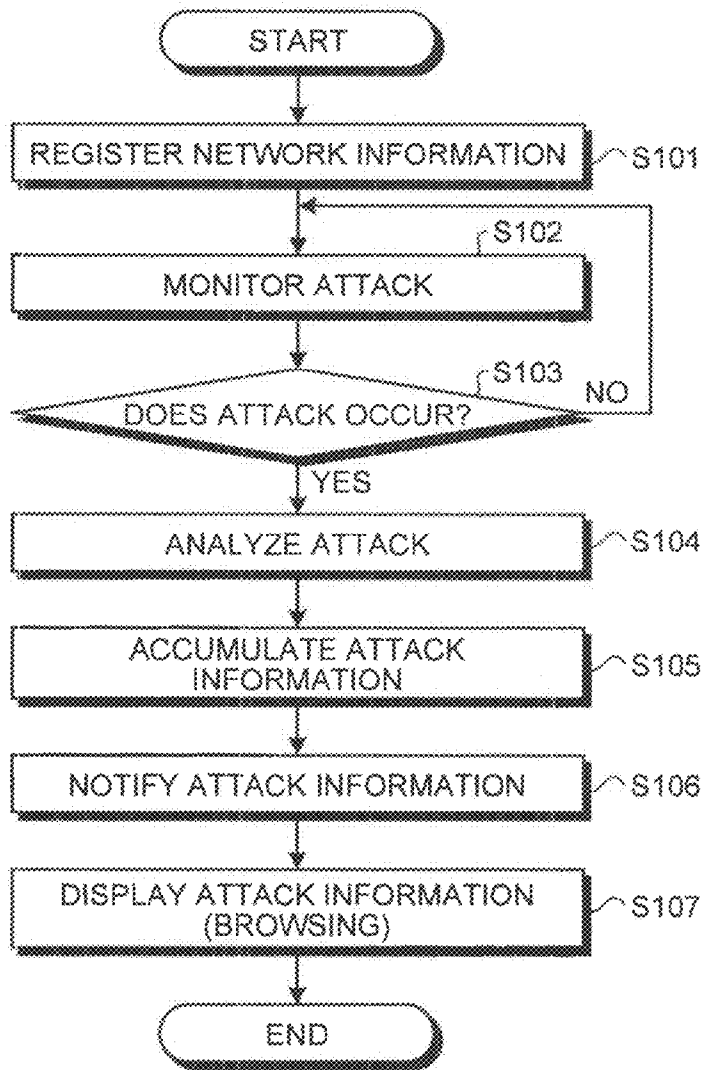 START
REGISTER NETWORK INFORMATION
S101
S102
MONITOR ATTACK
S103
DOES ATTACK OCCUR?
NO
YES
ANALYZE ATTACK
S104
ACCUMULATE ATTACK
INFORMATION
S105
NOTIFY ATTACK INFORMATION
S106
DISPLAY ATTACK INFORMATION
(BROWSING)
S107
END